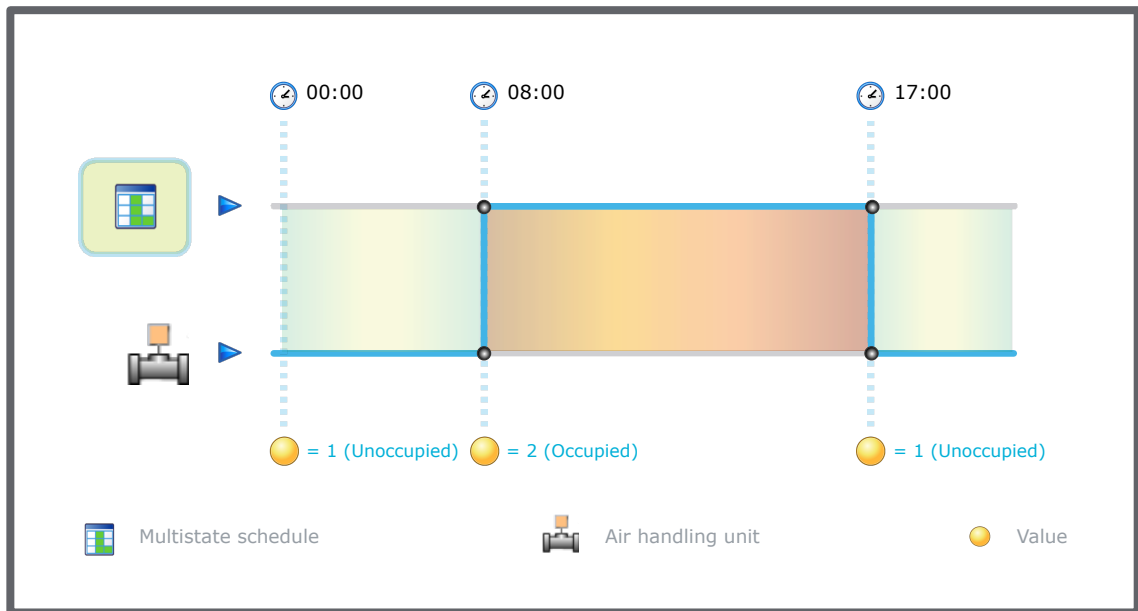 00:00
08:00
17:00
= 1 (Unoccupied)
= 2 (Occupied)
= 1 (Unoccupied)
Multistate schedule
Air handling unit
Value